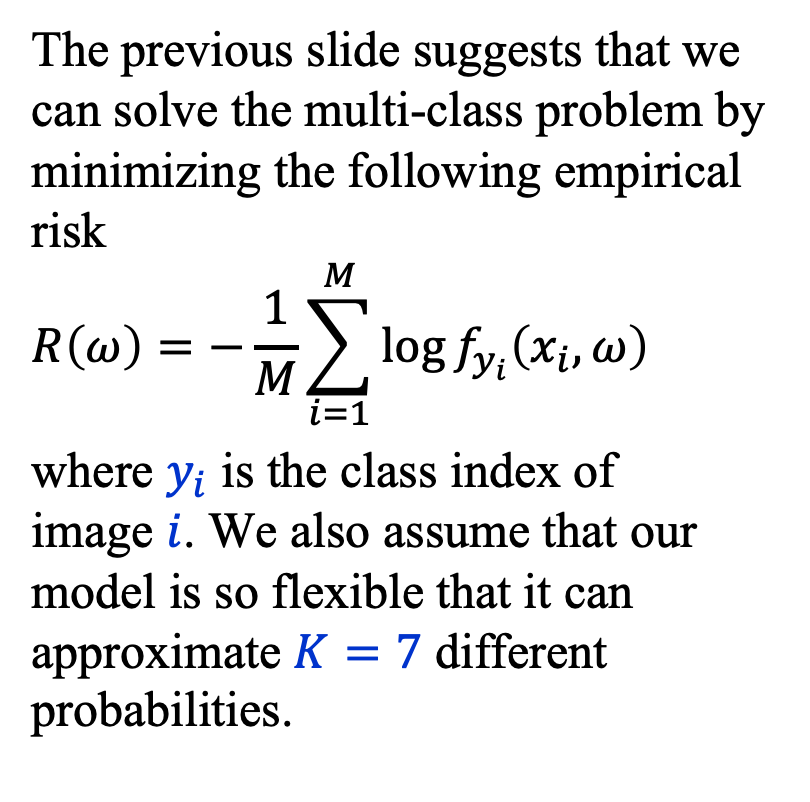 The previous slide suggests that we
can solve the multi-class problem by
minimizing the following empirical
risk
R(ω) = −\frac{1}{M} \sum_{i=1}^{M} log f_{y_i}(x_i, ω)
where y_i is the class index of
image i. We also assume that our
model is so flexible that it can
approximate K = 7 different
probabilities.